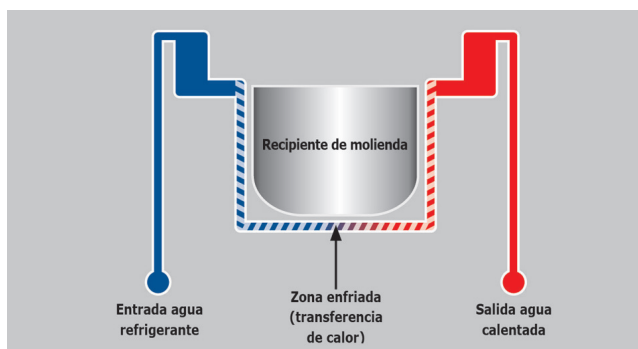 Recipiente de molienda
Entrada agua
refrigerante
Zona enfriada
(transferencia
de calor)
Salida agua
calentada